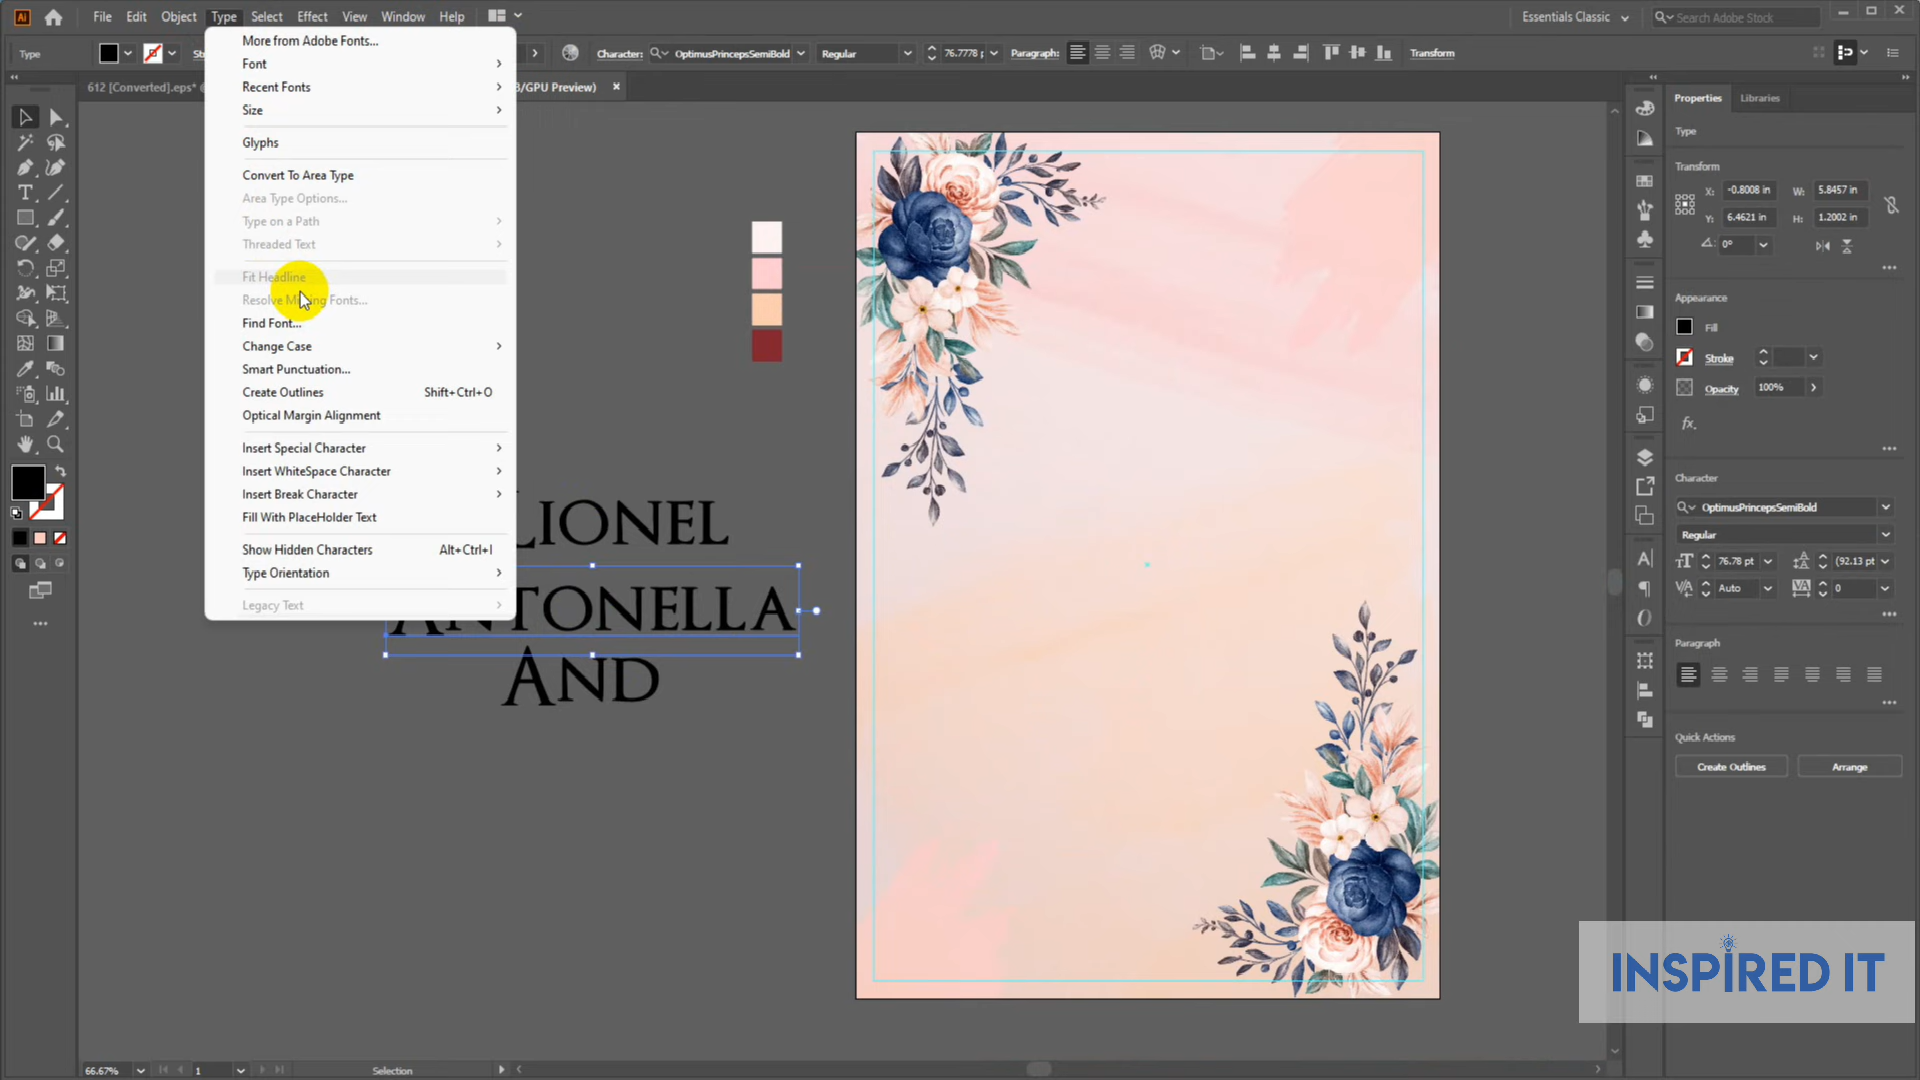 Ai
File Edit Object Type Select Effect View Window Help
Essentials Classic
Search Adobe Stock
Type
Character:
OptimusPrincepsSemiBold
Regular
76.7778
Paragraph:
Transform
612 [Converted].eps*
/GPU Preview)
More from Adobe Fonts...
Font
Recent Fonts
Size
Glyphs
Convert To Area Type
Area Type Options...
Type on a Path
Threaded Text
Fit Headline
Resolve Fonts...
Find Font...
Change Case
Smart Punctuation...
Create Outlines Shift+Ctrl+O
Optical Margin Alignment
Insert Special Character
Insert WhiteSpace Character
Insert Break Character
Fill With PlaceHolder Text
Show Hidden Characters Alt+Ctrl+I
Type Orientation
Legacy Text
LIONEL
ANTONELLA
AND
Properties Libraries
Type
Transform
X: -0.8008 in W: 5.8457 in
Y: 6.4621 in H: 1.2002 in
0°
Appearance
Fill
Stroke
Opacity 100%
fx.
Character
OptimusPrincepsSemiBold
Regular
76.78 pt (92.13 pt
Auto 0
Paragraph
Quick Actions
Create Outlines Arrange
INSPIRED IT
66.67% 1 Selection